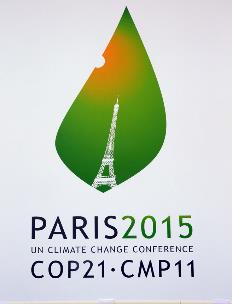 PARIS2015
UN CLIMATE CHANGE CONFERENCE
COP21·CMP11